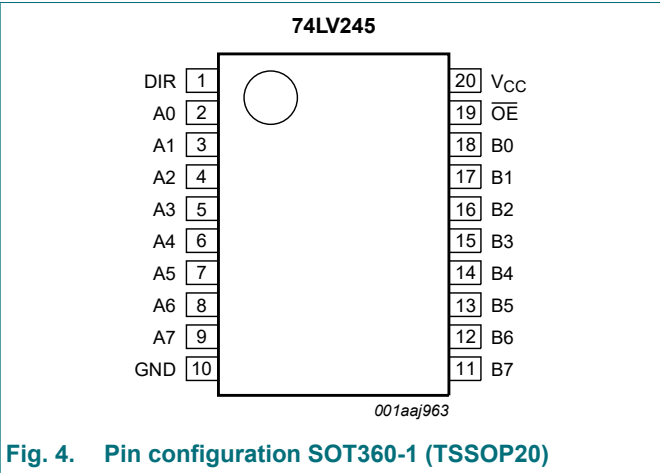 74LV245
DIR 1 20 VCC
A0 2 19 OE
A1 3 18 B0
A2 4 17 B1
A3 5 16 B2
A4 6 15 B3
A5 7 14 B4
A6 8 13 B5
A7 9 12 B6
GND 10 11 B7
001aaj963
Fig. 4. Pin configuration SOT360-1 (TSSOP20)